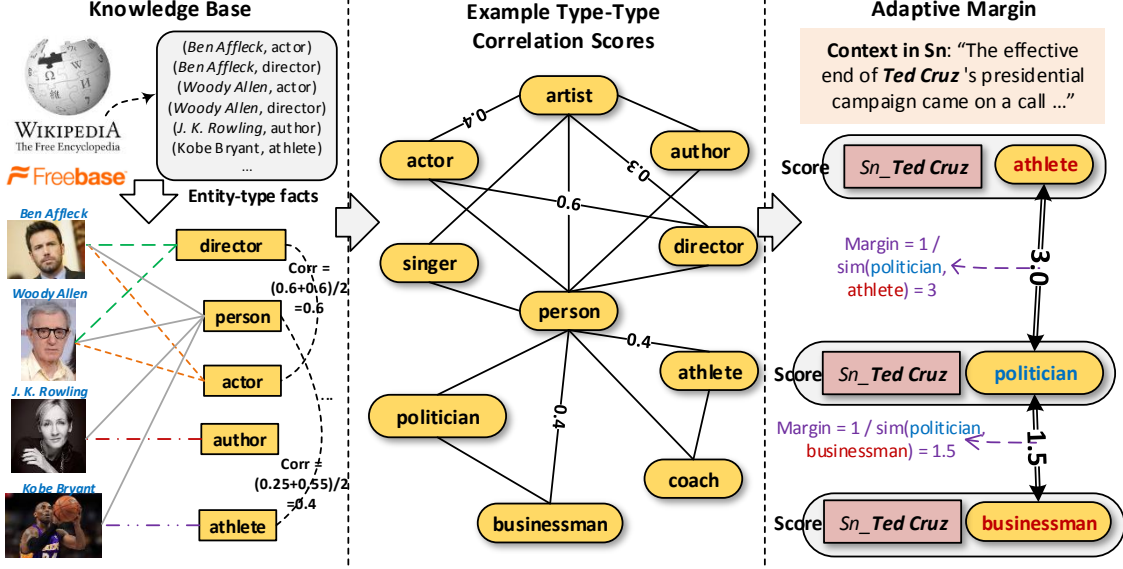 Knowledge Base
WIKIPEDIA
The Free Encyclopedia
Freebase
(Ben Affleck, actor)
(Ben Affleck, director)
(Woody Allen, actor)
(Woody Allen, director)
(J. K. Rowling, author)
(Kobe Bryant, athlete)
...
Entity-type facts
Ben Affleck
Woody Allen
J. K. Rowling
Kobe Bryant
director
person
actor
author
athlete
Corr =
(0.6+0.6)/2
=0.6
...
Corr =
(0.25+0.55)/2
=0.4
Example Type-Type
Correlation Scores
artist
0.4
actor
author
0.3
0.6
singer
director
person
0.4
athlete
politician
0.4
coach
businessman
Adaptive Margin
Context in Sn: “The effective
end of Ted Cruz 's presidential
campaign came on a call ...”
Score
Sn_Ted Cruz
athlete
Margin = 1 /
sim(politician,
athlete) = 3
3.0
Score
Sn_Ted Cruz
politician
Margin = 1 / sim(politician,
businessman) = 1.5
1.5
Score
Sn_Ted Cruz
businessman